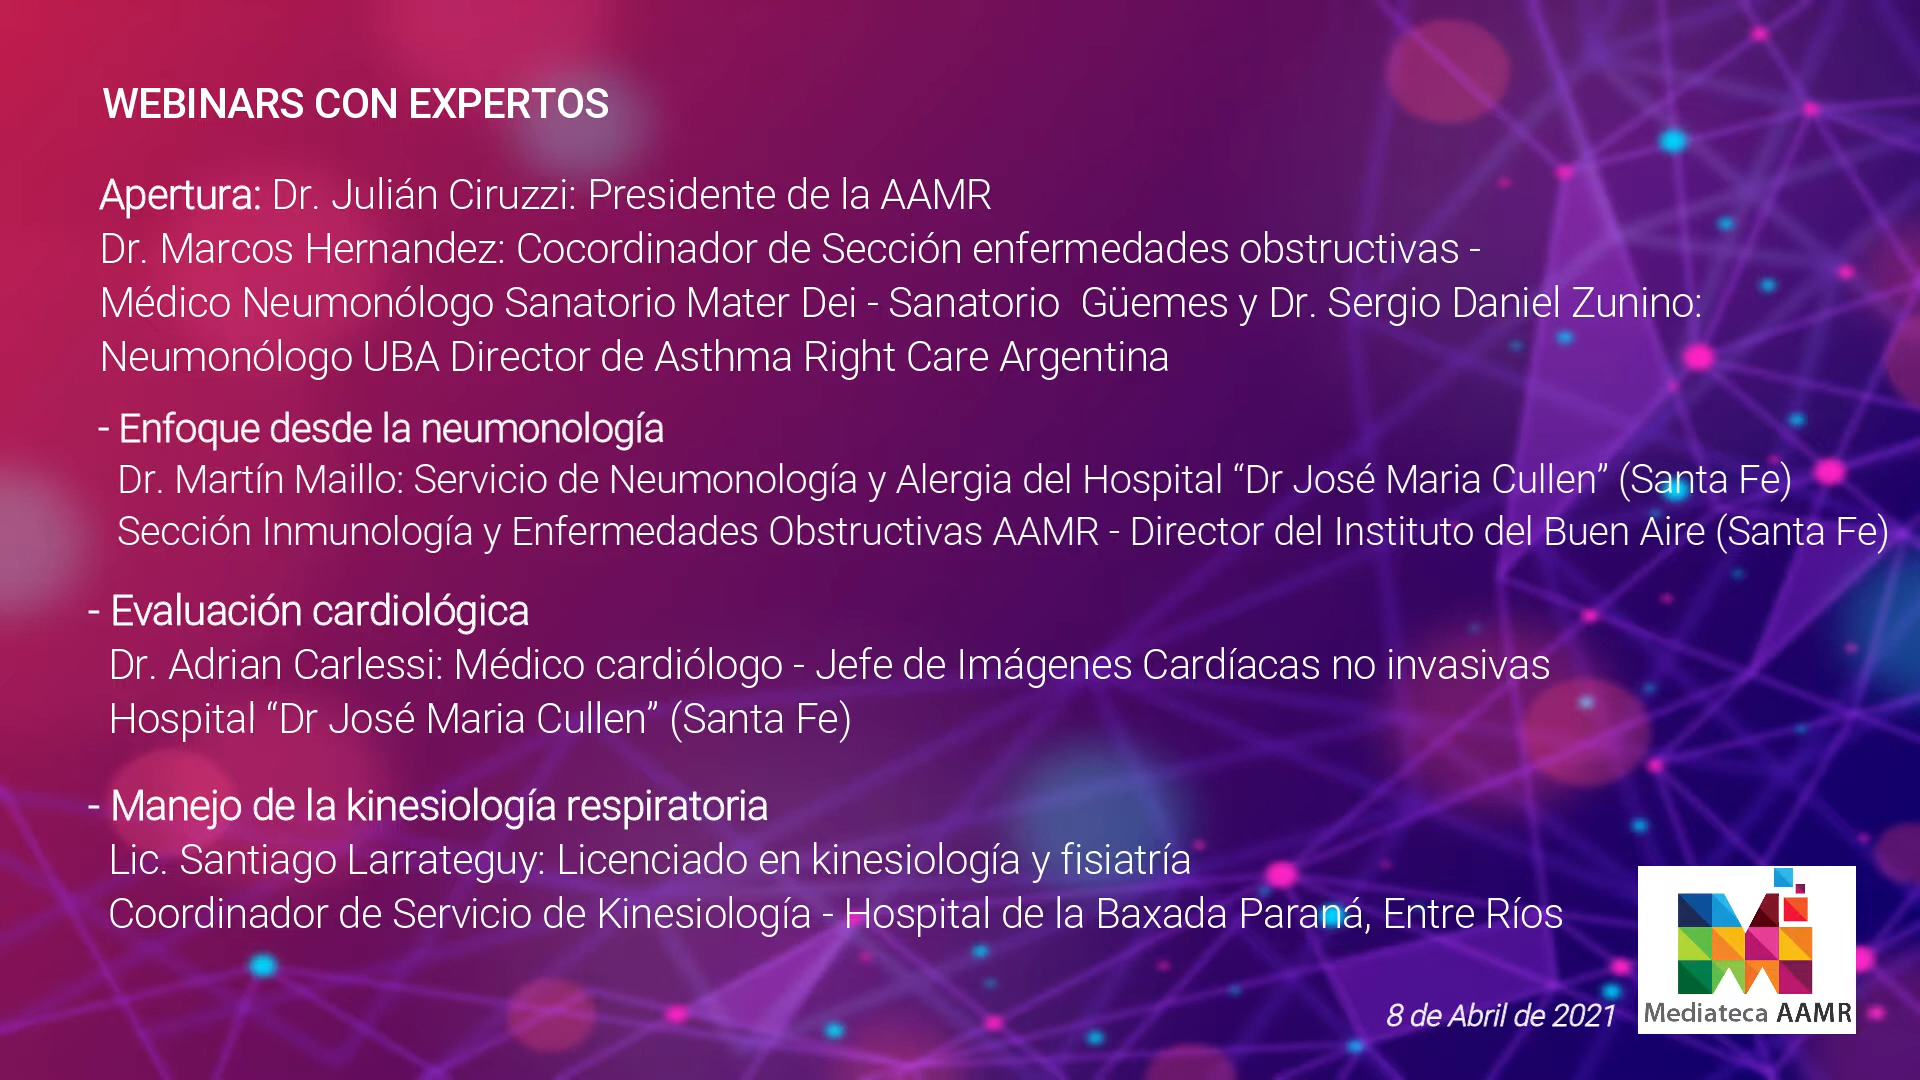 WEBINARS CON EXPERTOS
Apertura: Dr. Julián Ciruzzi: Presidente de la AAMR
Dr. Marcos Hernandez: Cocordinador de Sección enfermedades obstructivas -
Médico Neumonólogo Sanatorio Mater Dei - Sanatorio  Güemes y Dr. Sergio Daniel Zunino:
Neumonólogo UBA Director de Asthma Right Care Argentina
- Enfoque desde la neumonología
Dr. Martín Maillo: Servicio de Neumonología y Alergia del Hospital “Dr José Maria Cullen” (Santa Fe)
Sección Inmunología y Enfermedades Obstructivas AAMR - Director del Instituto del Buen Aire (Santa Fe)
- Evaluación cardiológica
Dr. Adrian Carlessi: Médico cardiólogo - Jefe de Imágenes Cardíacas no invasivas
Hospital “Dr José Maria Cullen” (Santa Fe)
- Manejo de la kinesiología respiratoria
Lic. Santiago Larrateguy: Licenciado en kinesiología y fisiatría
Coordinador de Servicio de Kinesiología - Hospital de la Baxada Paraná, Entre Ríos
8 de Abril de 2021
Mediateca AAMR